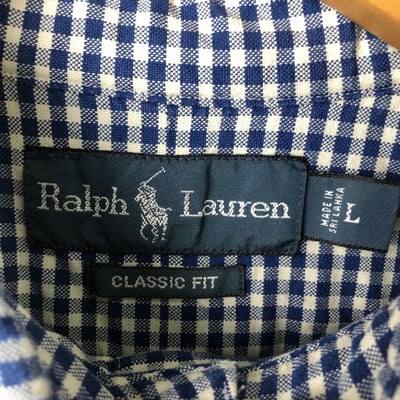 Ralph Lauren
CLASSIC FIT
MADE IN
SRI LANKA
L